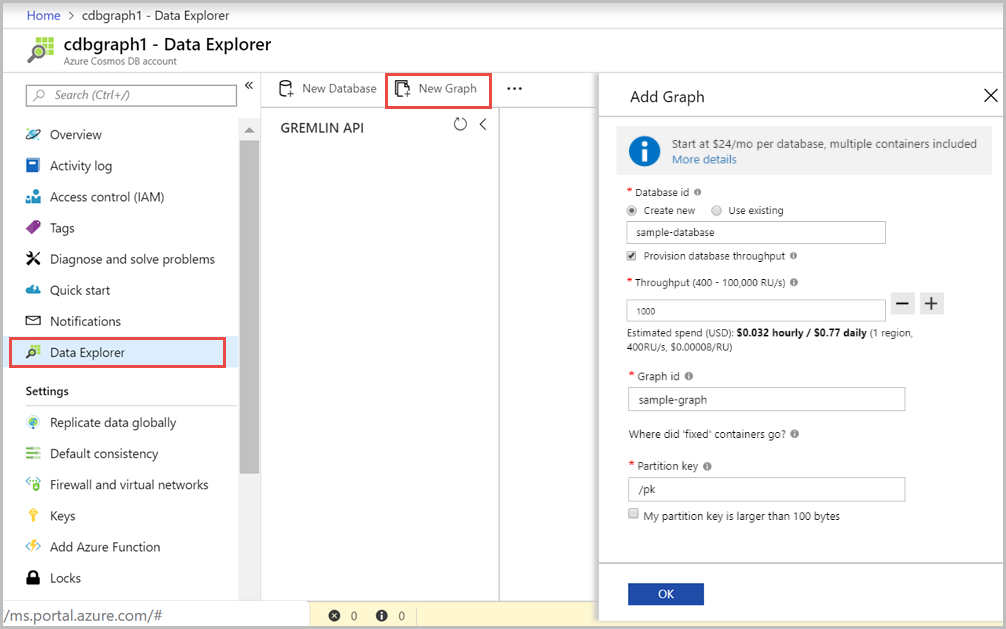 Home > cdbgraph1 - Data Explorer
cdbgraph1 - Data Explorer
Azure Cosmos DB account
Search (Ctrl+/)
«
Overview
Activity log
Access control (IAM)
Tags
Diagnose and solve problems
Quick start
Notifications
Data Explorer
Settings
Replicate data globally
Default consistency
Firewall and virtual networks
Keys
Add Azure Function
Locks
/ms.portal.azure.com/#
New Database
New Graph
...
GREMLIN API
0
0
Add Graph
Start at $24/mo per database, multiple containers included
More details
* Database id
Create new
Use existing
sample-database
Provision database throughput
* Throughput (400 - 100,000 RU/s)
1000
Estimated spend (USD): $0.032 hourly / $0.77 daily (1 region,
400RU/s, $0.00008/RU)
* Graph id
sample-graph
Where did 'fixed' containers go?
* Partition key
/pk
My partition key is larger than 100 bytes
OK